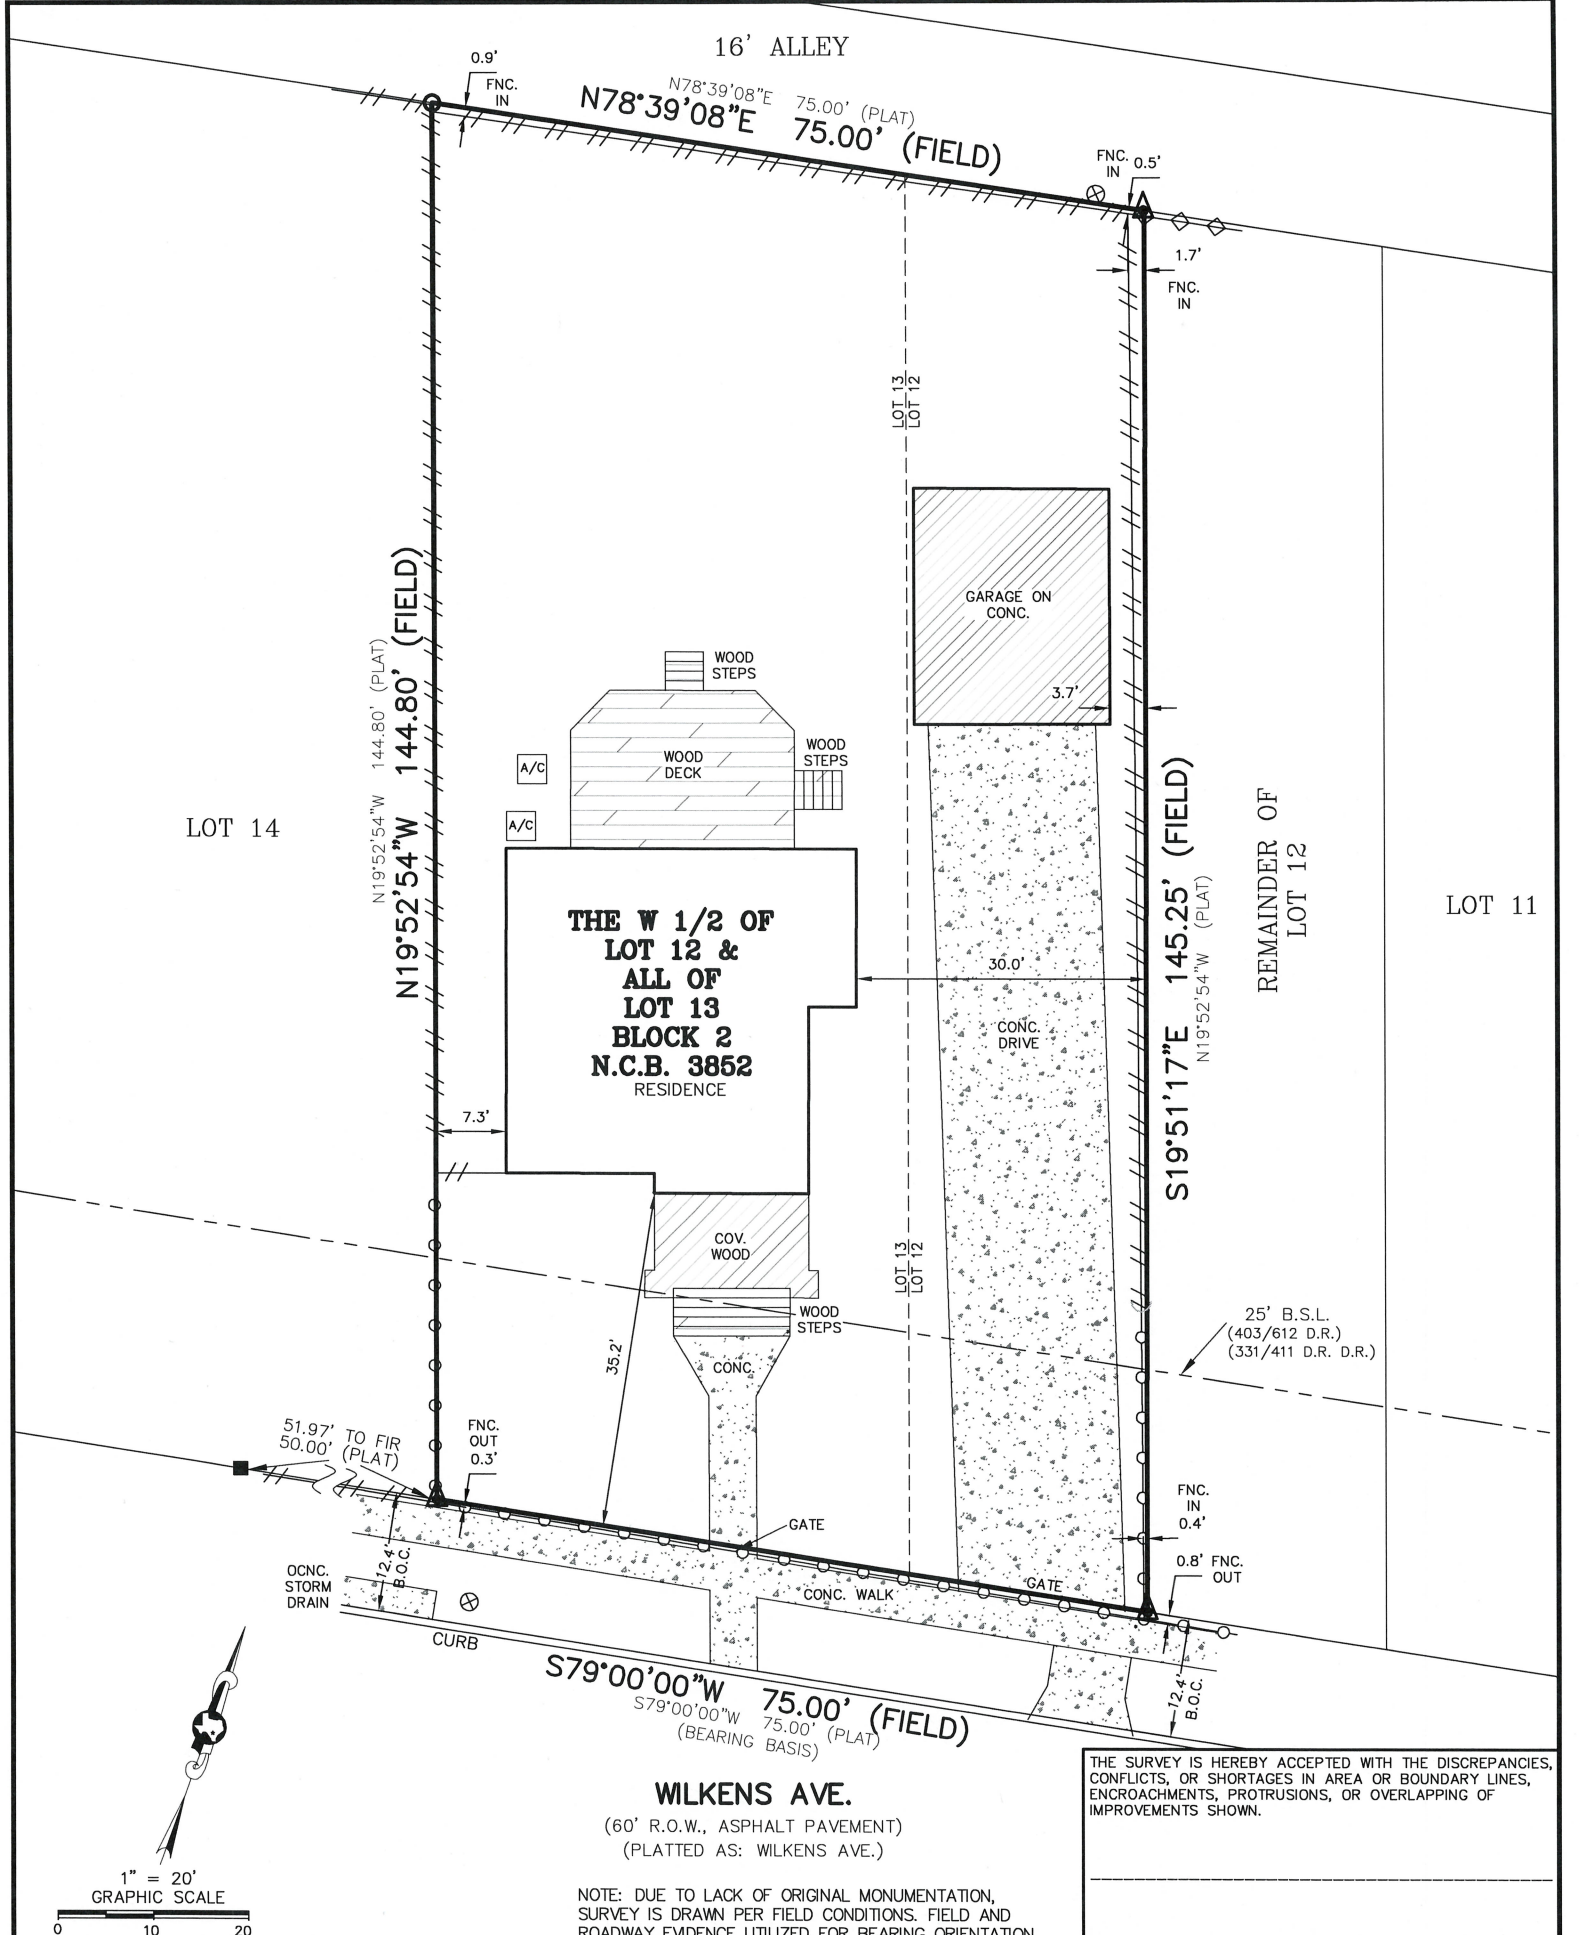 16' ALLEY
0.9'
FNC.
IN
N78°39'08"E 75.00' (PLAT)
N78°39'08"E 75.00' (FIELD)
FNC.
IN
0.5'
1.7'
FNC.
IN
LOT 13
LOT 12
GARAGE ON
CONC.
3.7'
N19°52'54"W 144.80' (PLAT)
N19°52'54"W 144.80' (FIELD)
WOOD
STEPS
WOOD
DECK
WOOD
STEPS
A/C
A/C
LOT 14
THE W 1/2 OF
LOT 12 &
ALL OF
LOT 13
BLOCK 2
N.C.B. 3852
RESIDENCE
30.0'
CONC.
DRIVE
S19°51'17"E 145.25' (FIELD)
N19°52'54"W (PLAT)
REMAINDER OF
LOT 12
LOT 11
7.3'
COV.
WOOD
LOT 13
LOT 12
WOOD
STEPS
25' B.S.L.
(403/612 D.R.)
(331/411 D.R. D.R.)
35.2'
CONC.
51.97' TO FIR
50.00' (PLAT)
FNC.
OUT
0.3'
FNC.
IN
0.4'
GATE
12.4'
B.O.C.
OCNC.
STORM
DRAIN
CONC. WALK
GATE
0.8' FNC.
OUT
CURB
12.4'
B.O.C.
S79°00'00"W 75.00' (FIELD)
S79°00'00"W 75.00' (PLAT)
(BEARING BASIS)
WILKENS AVE.
(60' R.O.W., ASPHALT PAVEMENT)
(PLATTED AS: WILKENS AVE.)
THE SURVEY IS HEREBY ACCEPTED WITH THE DISCREPANCIES,
CONFLICTS, OR SHORTAGES IN AREA OR BOUNDARY LINES,
ENCROACHMENTS, PROTRUSIONS, OR OVERLAPPING OF
IMPROVEMENTS SHOWN.
1" = 20'
GRAPHIC SCALE
0 10 20
NOTE: DUE TO LACK OF ORIGINAL MONUMENTATION,
SURVEY IS DRAWN PER FIELD CONDITIONS. FIELD AND
ROADWAY EVIDENCE UTILIZED FOR BEARING ORIENTATION